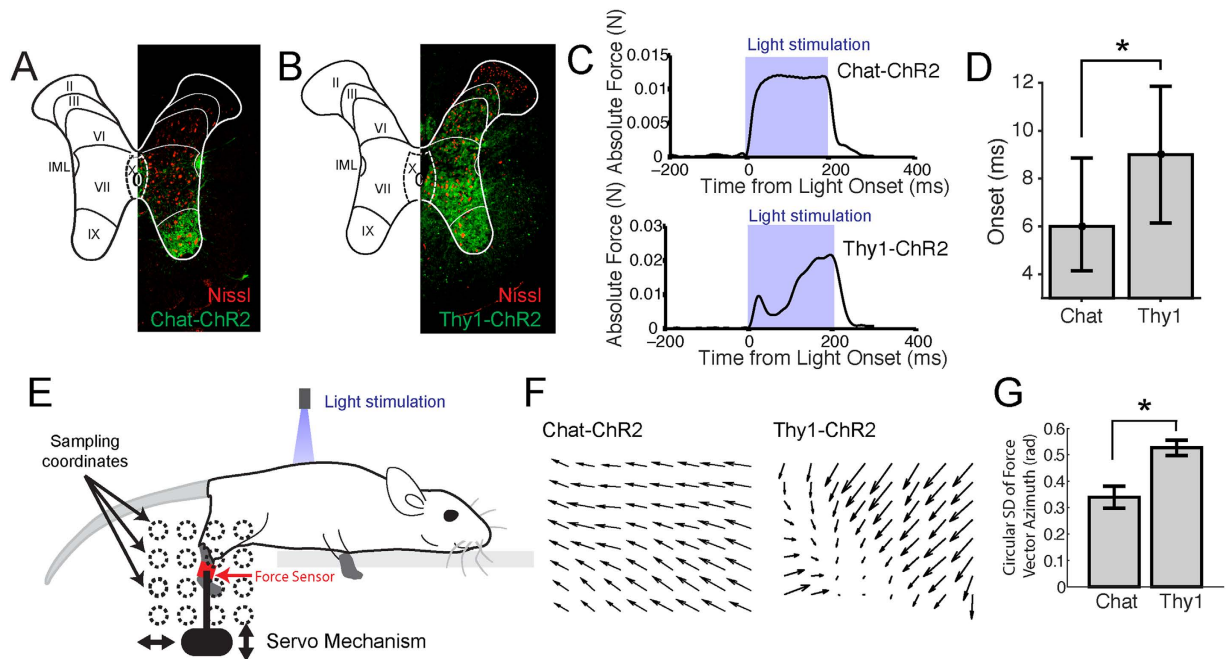 A
II
III
VI
IML
X
VII
IX
Nissl
Chat-ChR2
B
II
III
VI
IML
X
VII
IX
Nissl
Thy1-ChR2
C
Absolute Force (N)
0.015
0.01
0.005
0
Light stimulation
Chat-ChR2
−200
0
200
400
Time from Light Onset (ms)
Absolute Force (N)
0.03
0.02
0.01
0
Light stimulation
Thy1-ChR2
−200
0
200
400
Time from Light Onset (ms)
D
*
Onset (ms)
12
10
8
6
4
Chat
Thy1
E
Light stimulation
Sampling
coordinates
Force Sensor
Servo Mechanism
F
Chat-ChR2
Thy1-ChR2
G
*
Circular SD of Force
Vector Azimuth (rad)
0.6
0.5
0.4
0.3
0.2
0.1
0
Chat
Thy1